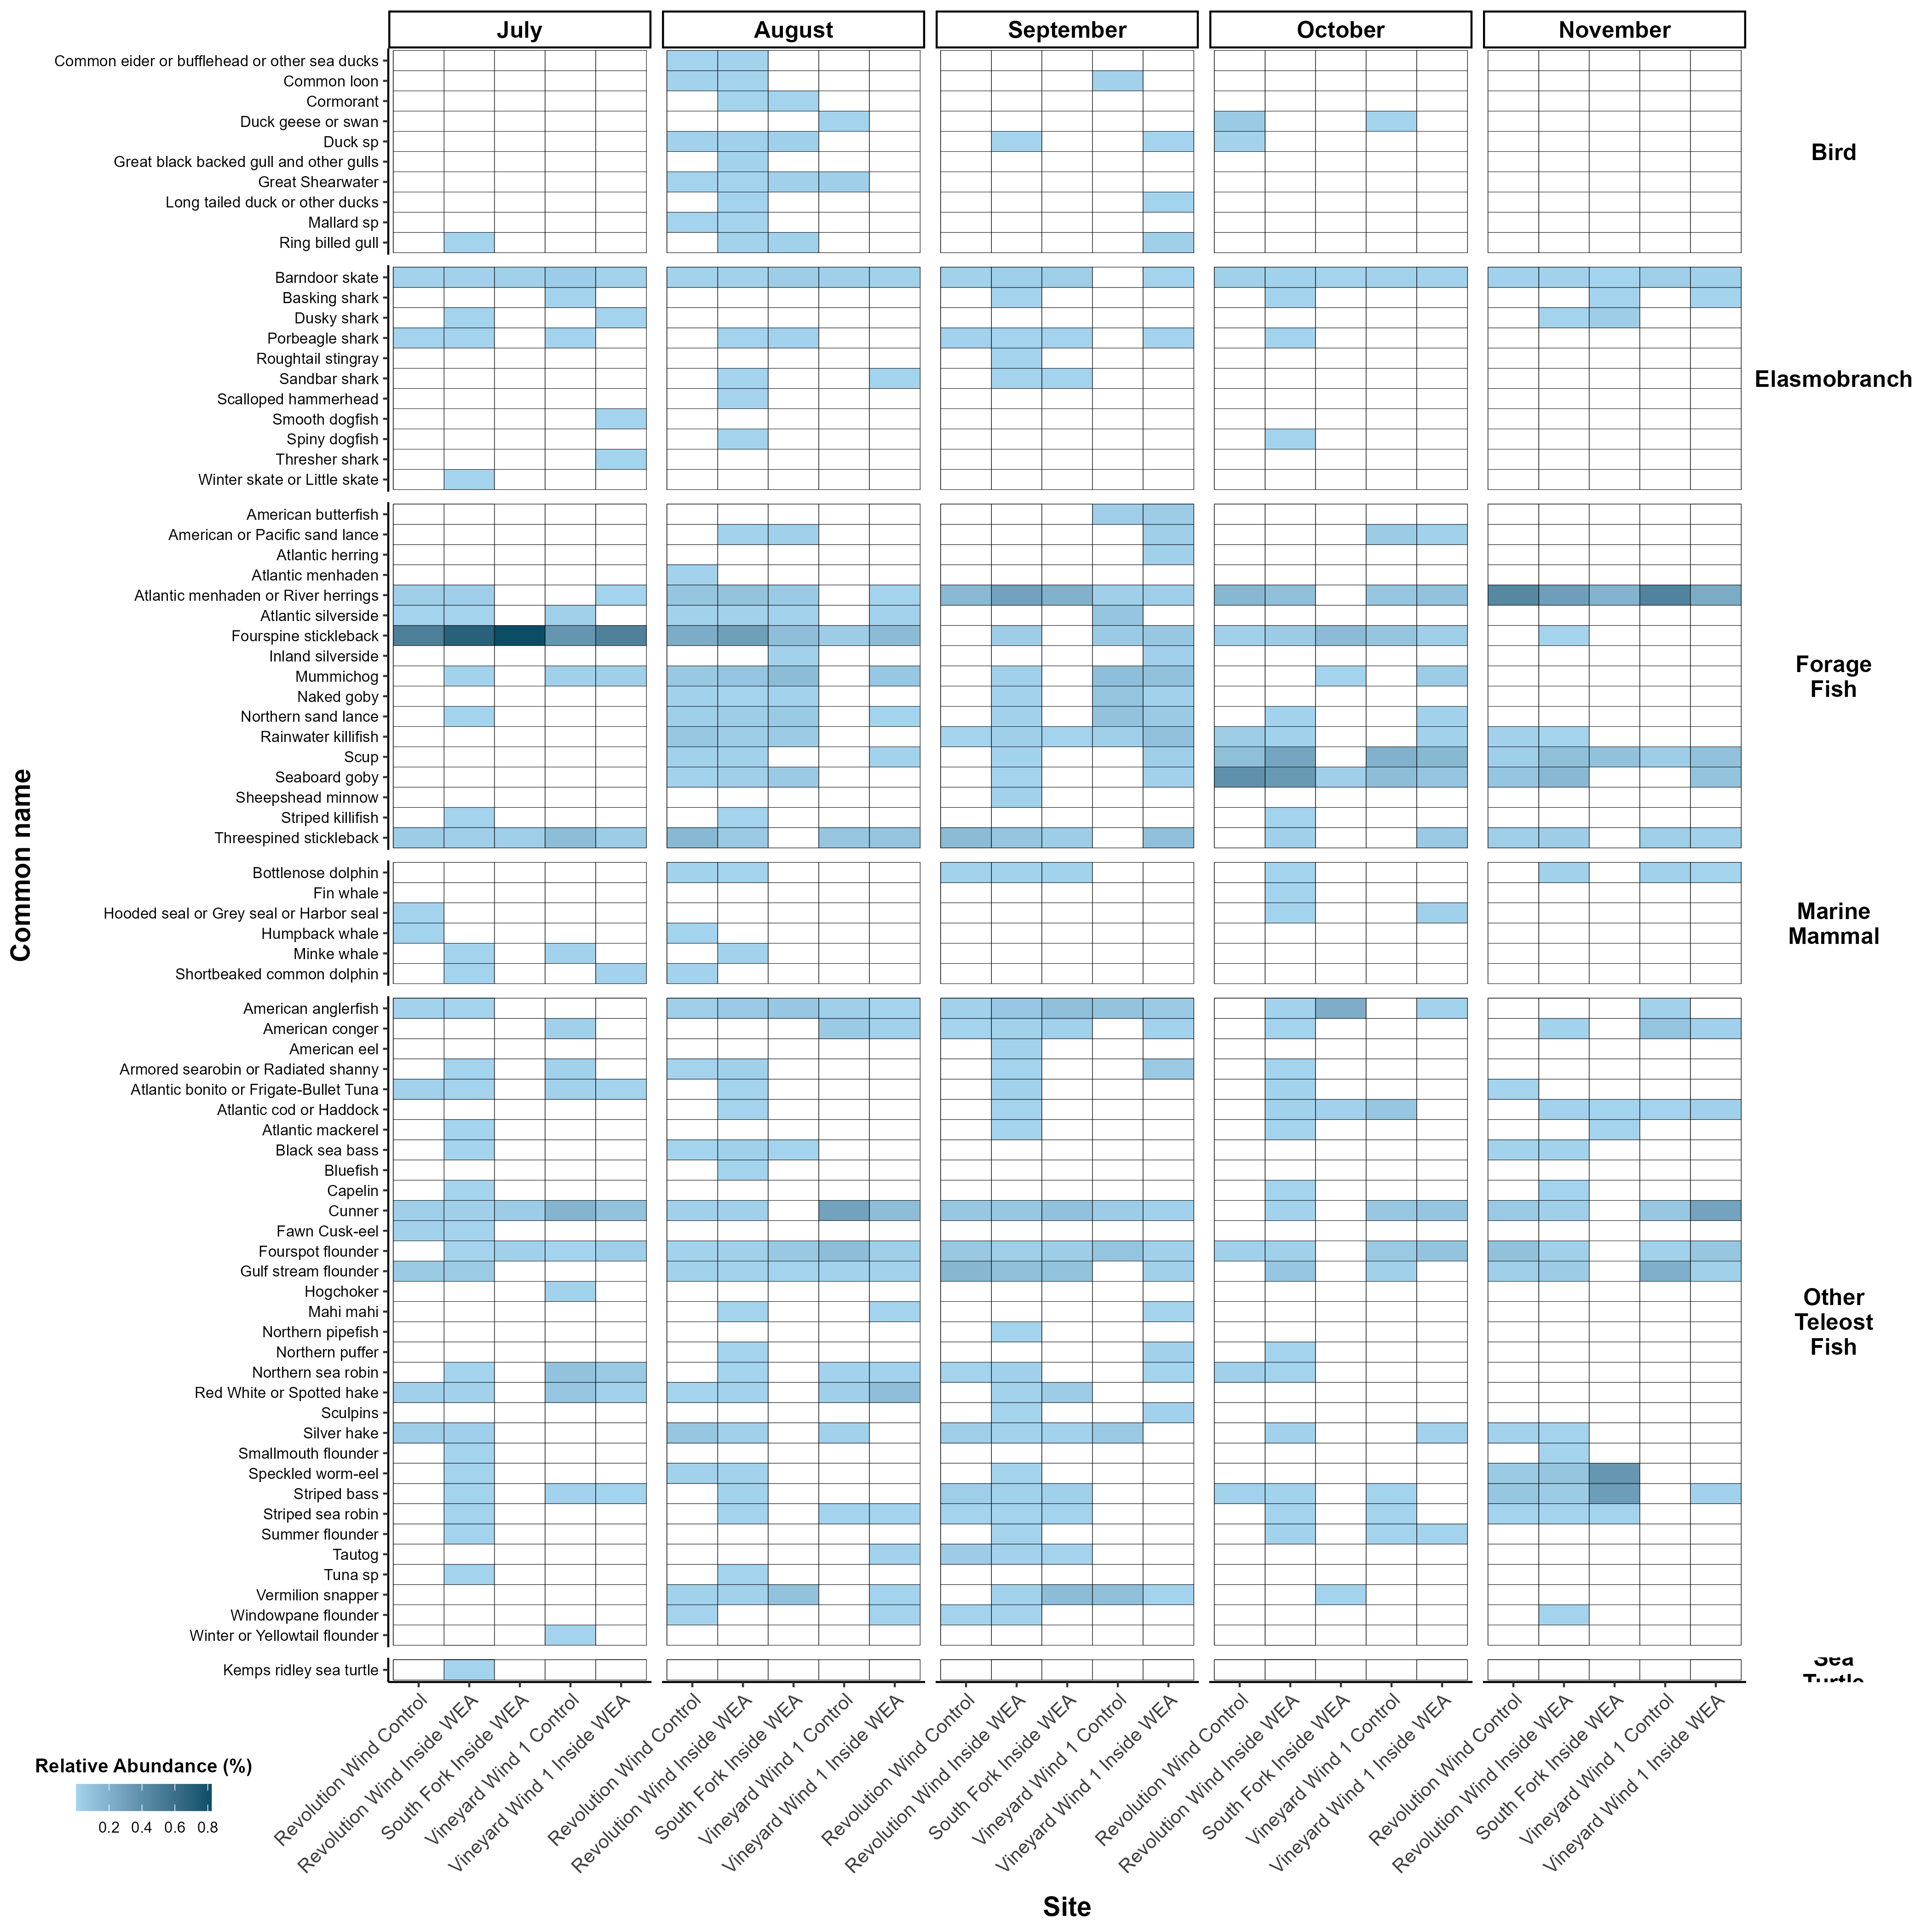 July
August
September
October
November
Common eider or bufflehead or other sea ducks
Common loon
Cormorant
Duck geese or swan
Duck sp
Great black backed gull and other gulls
Great Shearwater
Long tailed duck or other ducks
Mallard sp
Ring billed gull
Bird
Barndoor skate
Basking shark
Dusky shark
Porbeagle shark
Roughtail stingray
Sandbar shark
Scalloped hammerhead
Smooth dogfish
Spiny dogfish
Thresher shark
Winter skate or Little skate
Elasmobranch
American butterfish
American or Pacific sand lance
Atlantic herring
Atlantic menhaden
Atlantic menhaden or River herrings
Atlantic silverside
Fourspine stickleback
Inland silverside
Mummichog
Naked goby
Northern sand lance
Rainwater killifish
Scup
Seaboard goby
Sheepshead minnow
Striped killifish
Threespined stickleback
Forage
Fish
Bottlenose dolphin
Fin whale
Hooded seal or Grey seal or Harbor seal
Humpback whale
Minke whale
Shortbeaked common dolphin
Marine
Mammal
American anglerfish
American conger
American eel
Armored searobin or Radiated shanny
Atlantic bonito or Frigate-Bullet Tuna
Atlantic cod or Haddock
Atlantic mackerel
Black sea bass
Bluefish
Capelin
Cunner
Fawn Cusk-eel
Fourspot flounder
Gulf stream flounder
Hogchoker
Mahi mahi
Northern pipefish
Northern puffer
Northern sea robin
Red White or Spotted hake
Sculpins
Silver hake
Smallmouth flounder
Speckled worm-eel
Striped bass
Striped sea robin
Summer flounder
Tautog
Tuna sp
Vermilion snapper
Windowpane flounder
Winter or Yellowtail flounder
Other
Teleost
Fish
Kemps ridley sea turtle
Sea
Turtle
Common name
Revolution Wind Control
Revolution Wind Inside WEA
South Fork Inside WEA
Vineyard Wind 1 Control
Vineyard Wind 1 Inside WEA
Revolution Wind Control
Revolution Wind Inside WEA
South Fork Inside WEA
Vineyard Wind 1 Control
Vineyard Wind 1 Inside WEA
Revolution Wind Control
Revolution Wind Inside WEA
South Fork Inside WEA
Vineyard Wind 1 Control
Vineyard Wind 1 Inside WEA
Revolution Wind Control
Revolution Wind Inside WEA
South Fork Inside WEA
Vineyard Wind 1 Control
Vineyard Wind 1 Inside WEA
Revolution Wind Control
Revolution Wind Inside WEA
South Fork Inside WEA
Vineyard Wind 1 Control
Vineyard Wind 1 Inside WEA
Site
Relative Abundance (%)
0.2 0.4 0.6 0.8